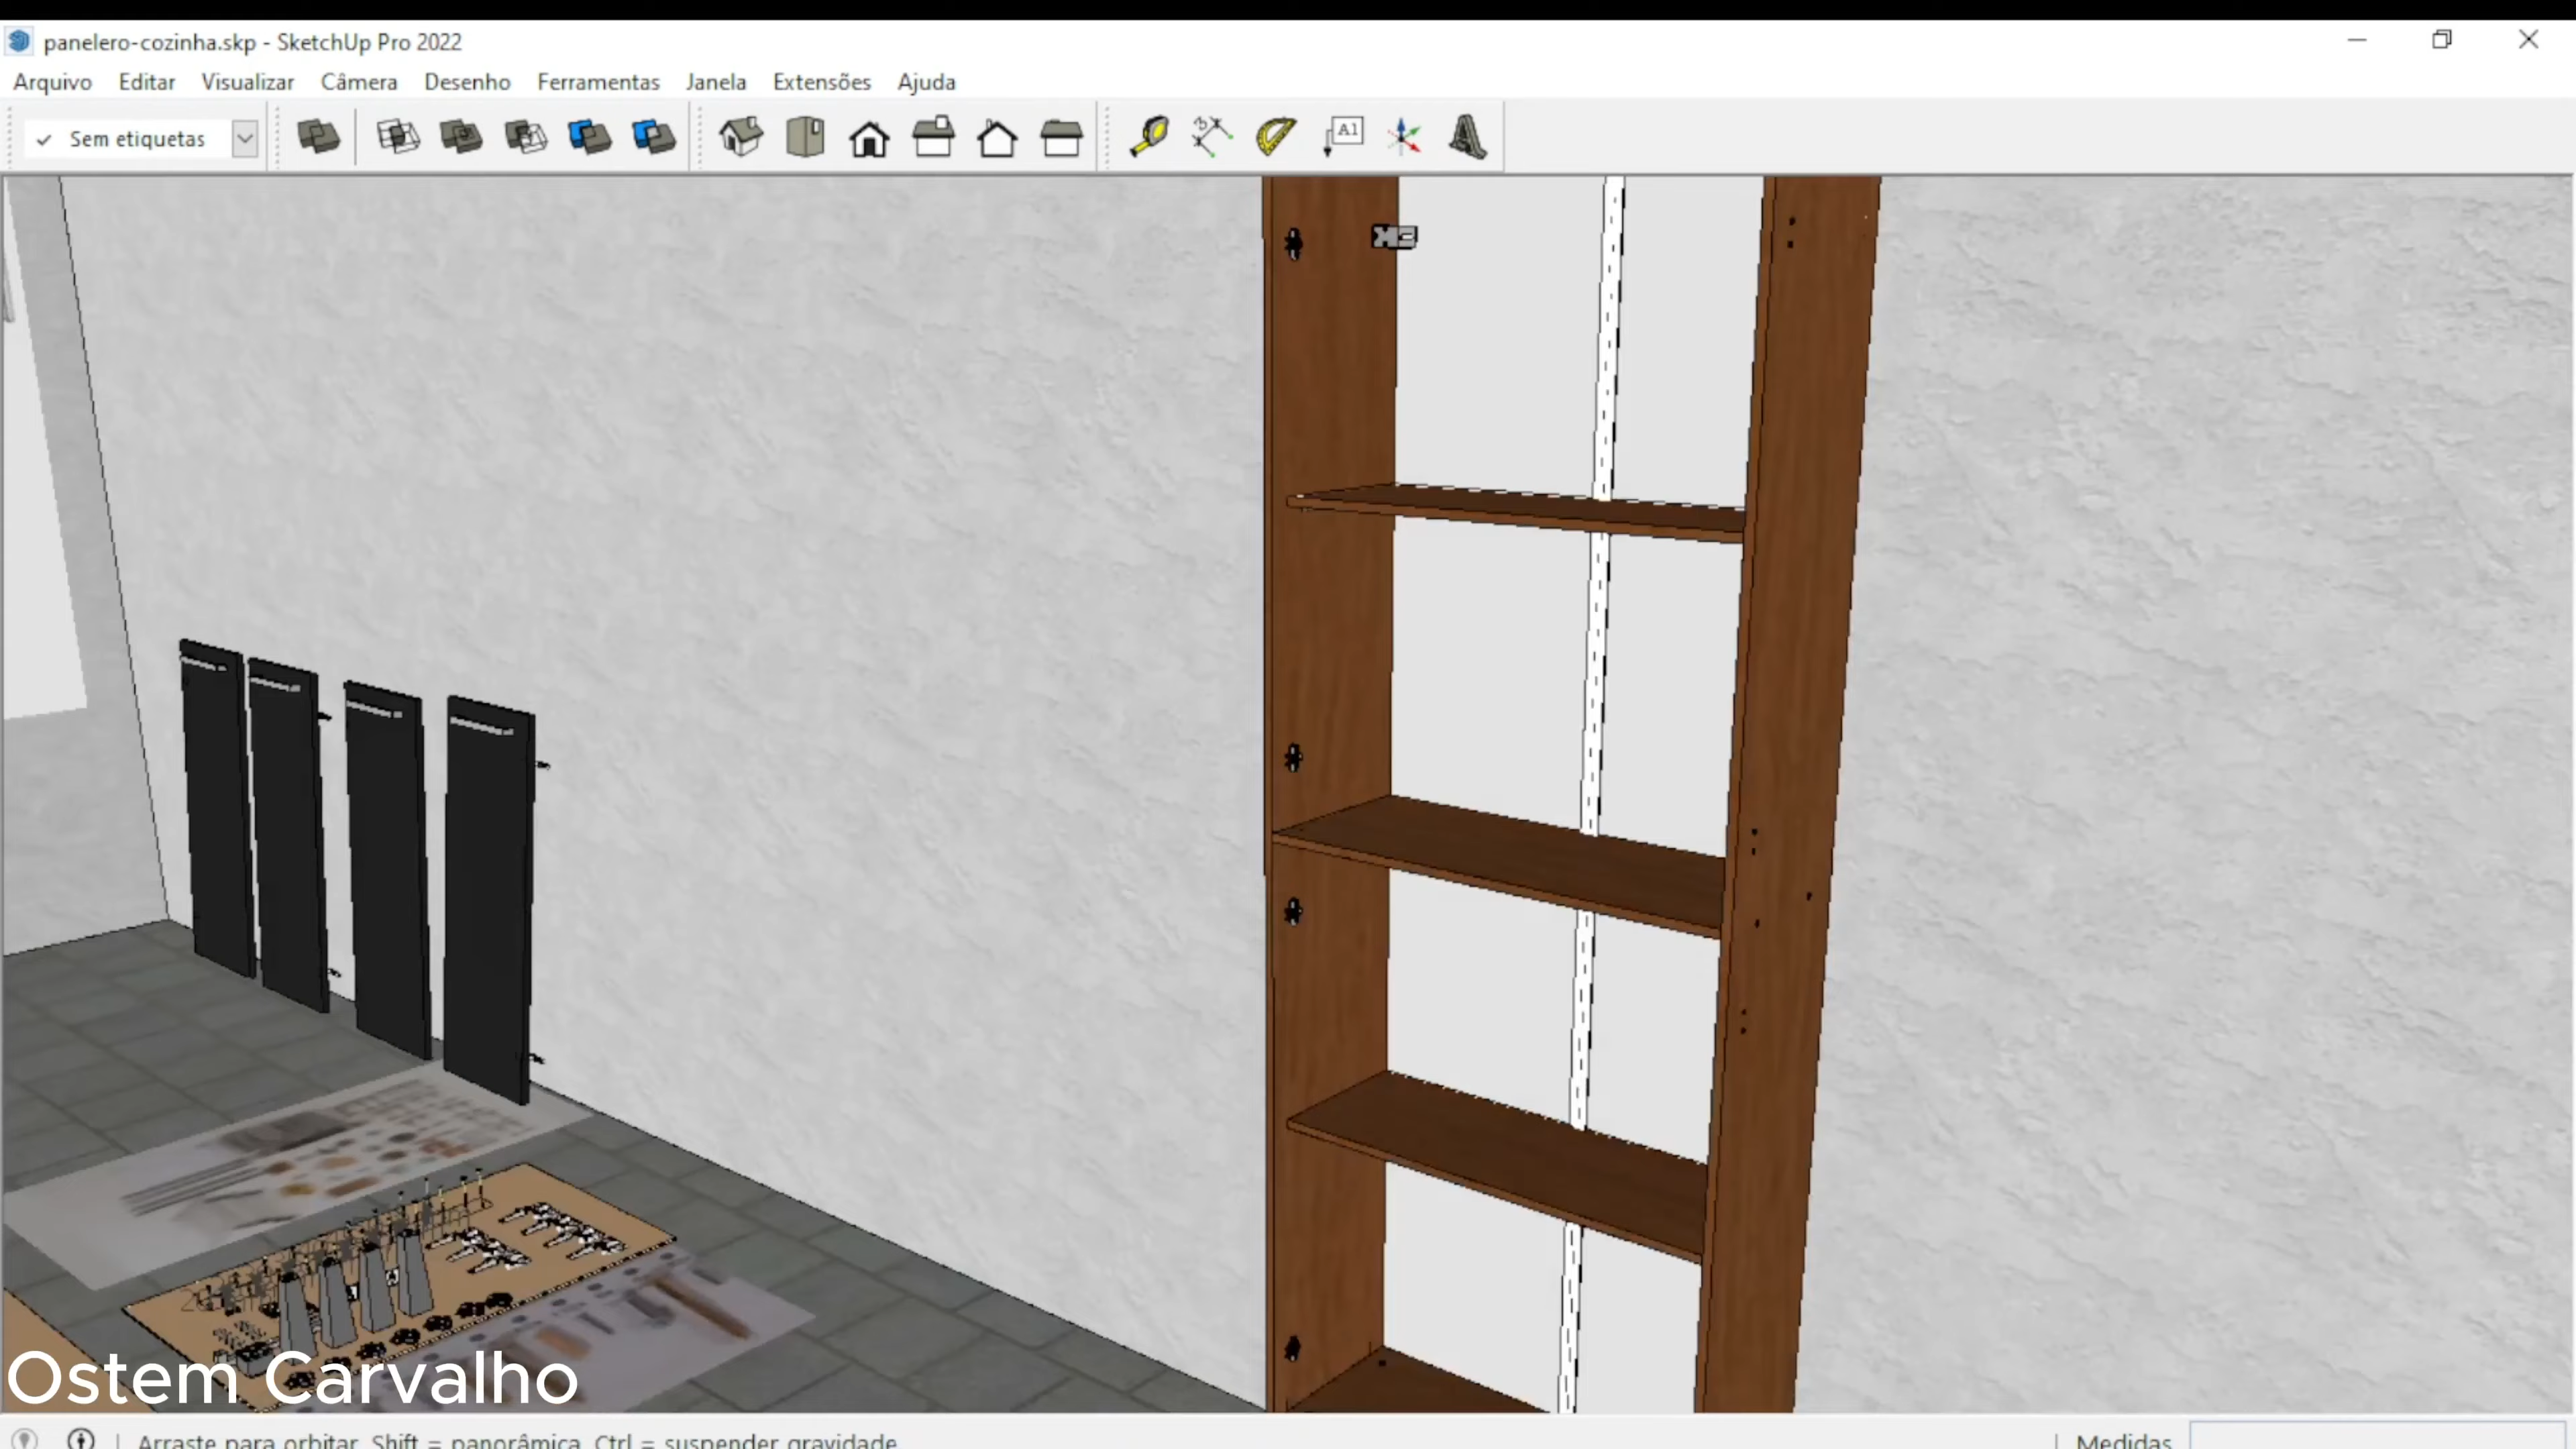 panelero-cozinha.skp - SketchUp Pro 2022
Arquivo Editar Visualizar Câmera Desenho Ferramentas Janela Extensões Ajuda
Sem etiquetas
A1
Ostem Carvalho
Arraste para orbitar. Shift = panorâmica, Ctrl = suspender gravidade
Medidas